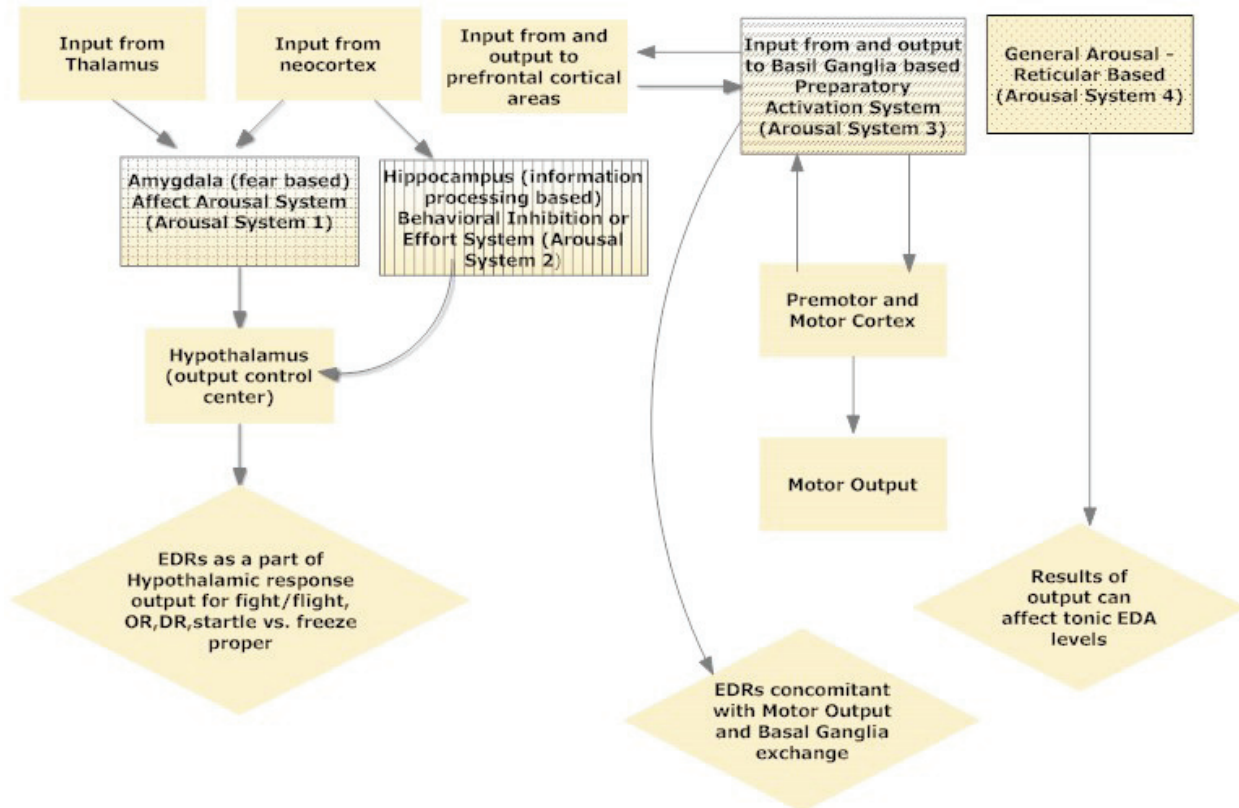 Input from
Thalamus
Input from
neocortex
Input from and
output to
prefrontal cortical
areas
Input from and output
to Basil Ganglia based
Preparatory
Activation System
(Arousal System 3)
General Arousal -
Reticular Based
(Arousal System 4)
Amygdala (fear based)
Affect Arousal System
(Arousal System 1)
Hippocampus (information
processing based)
Behavioral Inhibition or
Effort System (Arousal
System 2)
Hypothalamus
(output control
center)
Premotor and
Motor Cortex
Motor Output
EDRs as a part of
Hypothalamic response
output for fight/flight,
OR,DR,startle vs. freeze
proper
Results of
output can
affect tonic EDA
levels
EDRs concomitant
with Motor Output
and Basal Ganglia
exchange